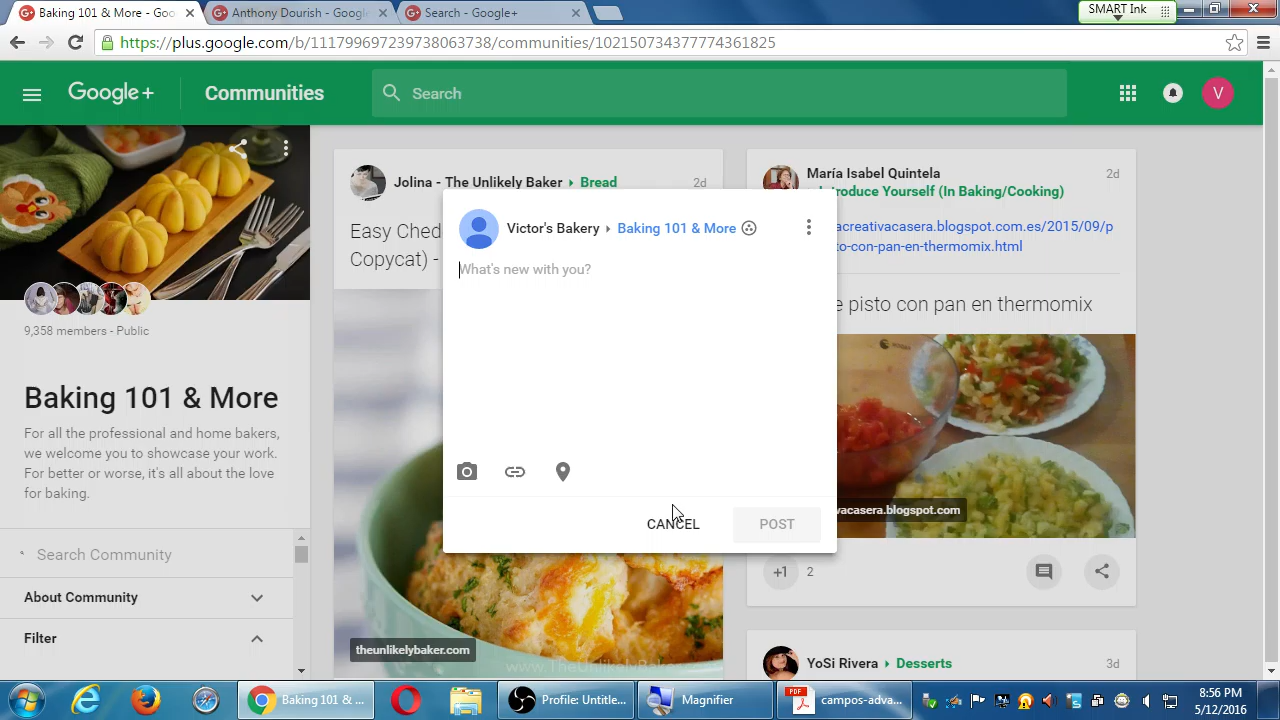 Baking 101 & More - Goo
Anthony Dourish - Goog
Search - Google+
SMART Ink
https://plus.google.com/b/111799697239738063738/communities/102150734377774361825
Google+
Communities
Search
V
9,358 members - Public
Baking 101 & More
For all the professional and home bakers,
we welcome you to showcase your work.
For better or worse, it's all about the love
for baking.
Search Community
About Community
Filter
Jolina - The Unlikely Baker ▸ Bread
2d
Easy Ched
Copycat) -
theunlikelybaker.com
www.TheUnlikelyBaker
Victor's Bakery ▸ Baking 101 & More
What's new with you?
CANCEL
POST
María Isabel Quintela
2d
Introduce Yourself (In Baking/Cooking)
acreativacasera.blogspot.com.es/2015/09/p
to-con-pan-en-thermomix.html
e pisto con pan en thermomix
vacasera.blogspot.com
+1
2
YoSi Rivera ▸ Desserts
3d
Baking 101 & ...
Profile: Untitle...
Magnifier
PDF
campos-adva...
8:56 PM
5/12/2016